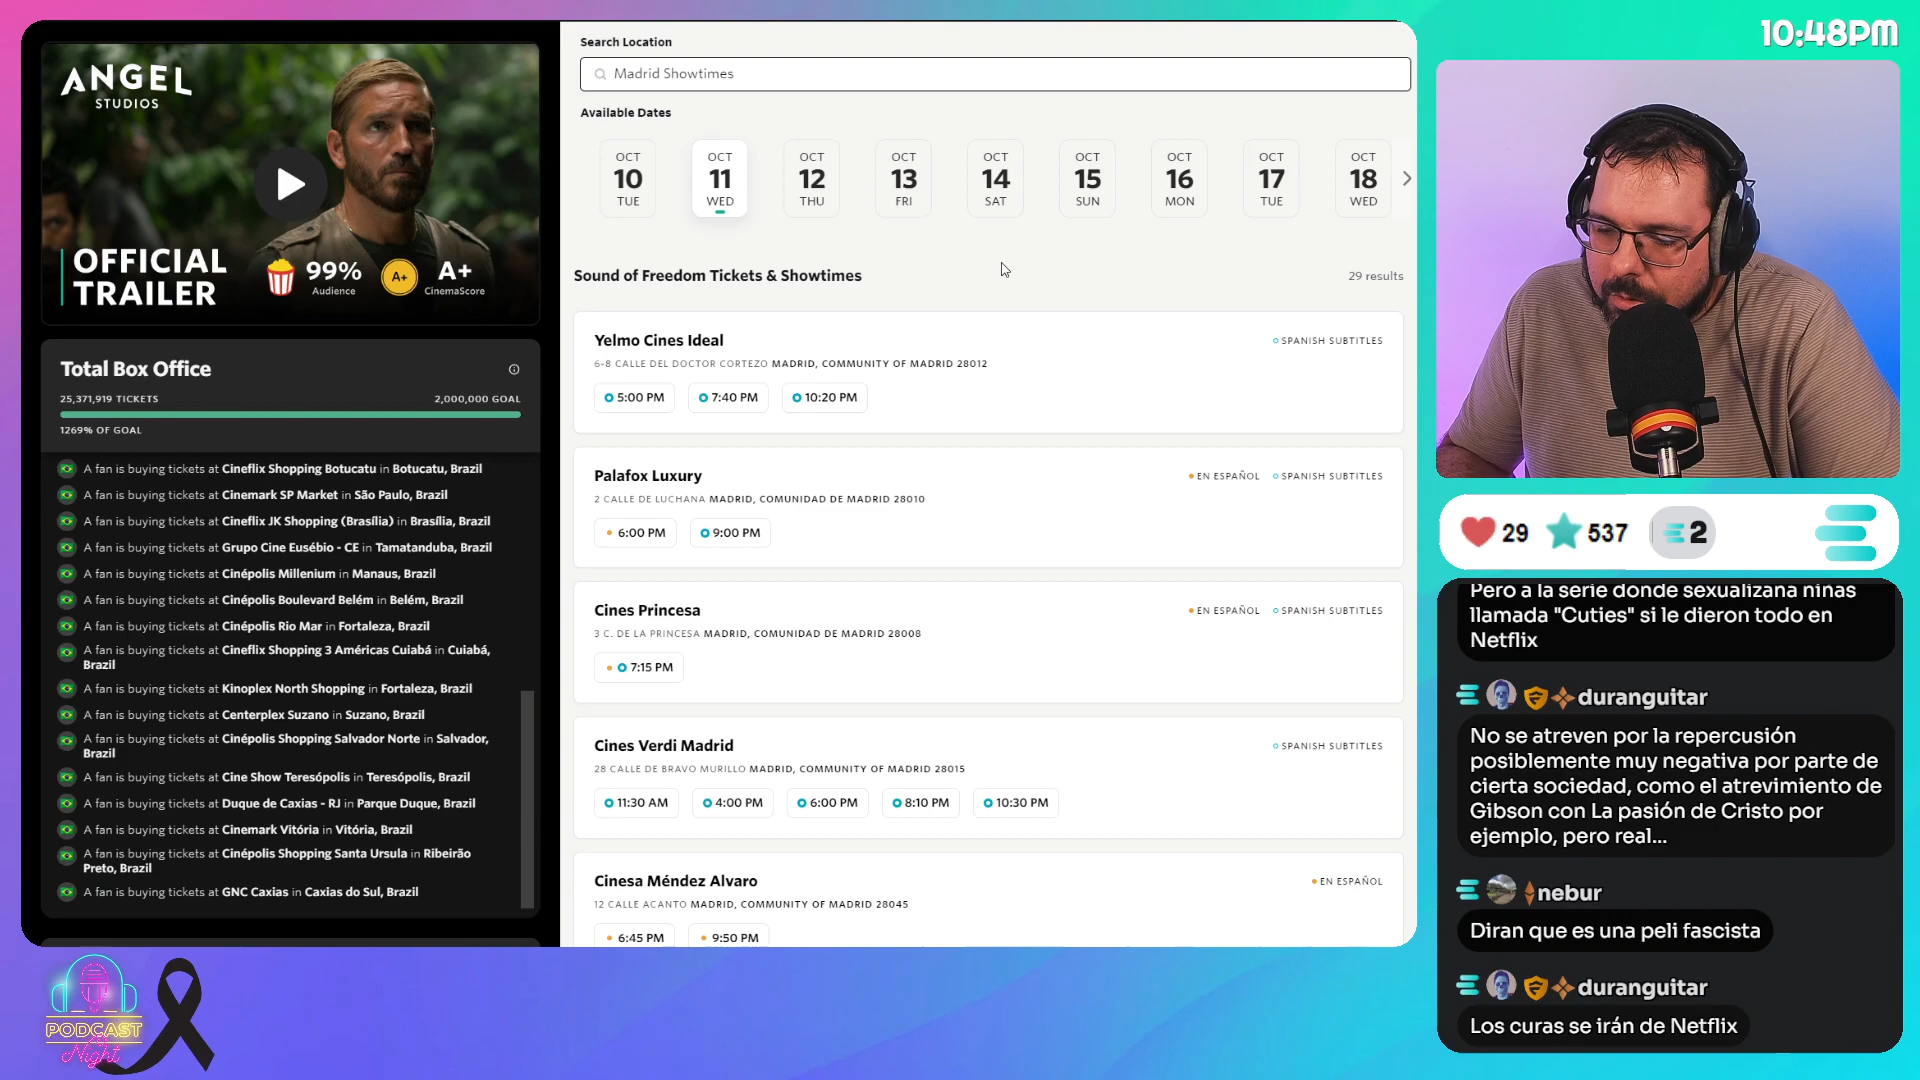 10:48PM
ANGEL
STUDIOS
OFFICIAL
TRAILER
99%
Audience
A+
A+
CinemaScore
Total Box Office
25,371,919 TICKETS
2,000,000 GOAL
1269% OF GOAL
A fan is buying tickets at Cineflix Shopping Botucatu in Botucatu, Brazil
A fan is buying tickets at Cinemark SP Market in São Paulo, Brazil
A fan is buying tickets at Cineflix JK Shopping (Brasília) in Brasília, Brazil
A fan is buying tickets at Grupo Cine Eusébio - CE in Tamatanduba, Brazil
A fan is buying tickets at Cinépolis Millenium in Manaus, Brazil
A fan is buying tickets at Cinépolis Boulevard Belém in Belém, Brazil
A fan is buying tickets at Cinépolis Rio Mar in Fortaleza, Brazil
A fan is buying tickets at Cineflix Shopping 3 Américas Cuiabá in Cuiabá,
Brazil
A fan is buying tickets at Kinoplex North Shopping in Fortaleza, Brazil
A fan is buying tickets at Centerplex Suzano in Suzano, Brazil
A fan is buying tickets at Cinépolis Shopping Salvador Norte in Salvador,
Brazil
A fan is buying tickets at Cine Show Teresópolis in Teresópolis, Brazil
A fan is buying tickets at Duque de Caxias - RJ in Parque Duque, Brazil
A fan is buying tickets at Cinemark Vitória in Vitória, Brazil
A fan is buying tickets at Cinépolis Shopping Santa Ursula in Ribeirão
Preto, Brazil
A fan is buying tickets at GNC Caxias in Caxias do Sul, Brazil
Search Location
Madrid Showtimes
Available Dates
OCT
10
TUE
OCT
11
WED
OCT
12
THU
OCT
13
FRI
OCT
14
SAT
OCT
15
SUN
OCT
16
MON
OCT
17
TUE
OCT
18
WED
Sound of Freedom Tickets & Showtimes
29 results
Yelmo Cines Ideal
SPANISH SUBTITLES
6-8 CALLE DEL DOCTOR CORTEZO MADRID, COMMUNITY OF MADRID 28012
5:00 PM 7:40 PM 10:20 PM
Palafox Luxury
EN ESPAÑOL SPANISH SUBTITLES
2 CALLE DE LUCHANA MADRID, COMUNIDAD DE MADRID 28010
6:00 PM 9:00 PM
Cines Princesa
EN ESPAÑOL SPANISH SUBTITLES
3 C. DE LA PRINCESA MADRID, COMUNIDAD DE MADRID 28008
7:15 PM
Cines Verdi Madrid
SPANISH SUBTITLES
28 CALLE DE BRAVO MURILLO MADRID, COMMUNITY OF MADRID 28015
11:30 AM 4:00 PM 6:00 PM 8:10 PM 10:30 PM
Cinesa Méndez Alvaro
EN ESPAÑOL
12 CALLE ACANTO MADRID, COMMUNITY OF MADRID 28045
6:45 PM 9:50 PM
29 537 2
Pero a la serie donde sexualizana niñas
llamada "Cuties" si le dieron todo en
Netflix
duranguitar
No se atreven por la repercusión
posiblemente muy negativa por parte de
cierta sociedad, como el atrevimiento de
Gibson con La pasión de Cristo por
ejemplo, pero real...
nebur
Diran que es una peli fascista
duranguitar
Los curas se irán de Netflix
PODCAST
Night